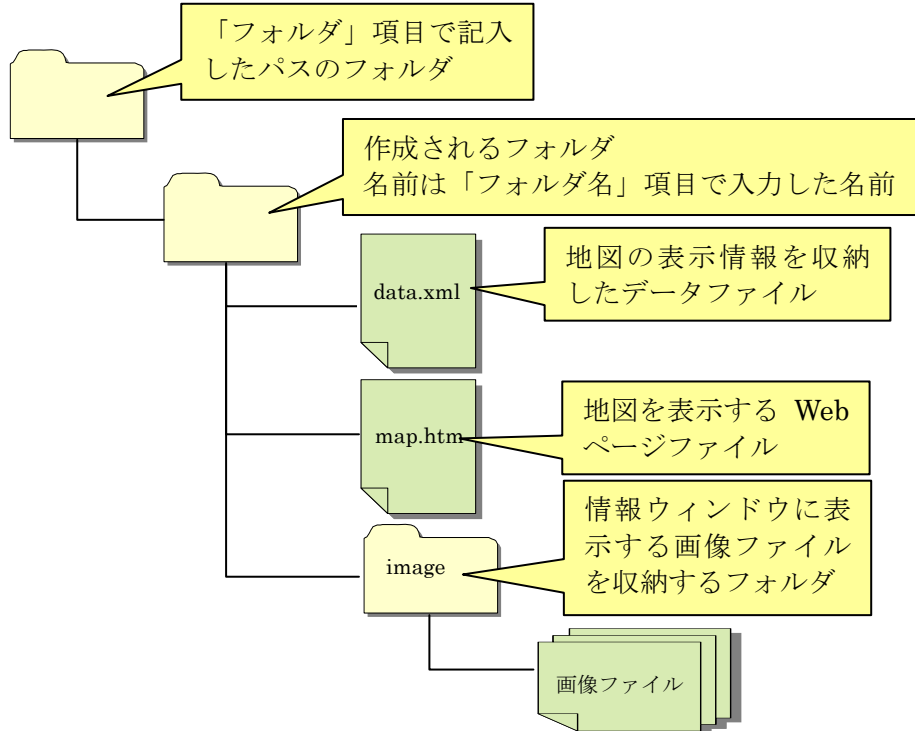 「フォルダ」項目で記入
したパスのフォルダ
作成されるフォルダ
名前は「フォルダ名」項目で入力した名前
地図の表示情報を収納
したデータファイル
data.xml
地図を表示する Web
ページファイル
map.htm
情報ウィンドウに表
示する画像ファイル
を収納するフォルダ
image
画像ファイル